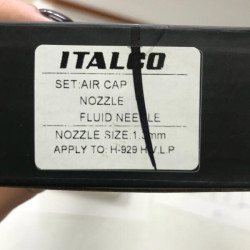 ITALCO
SET:AIR CAP
NOZZLE
FLUID NEEDLE
NOZZLE SIZE:
APPLY TO: H-929 H.V.L.P